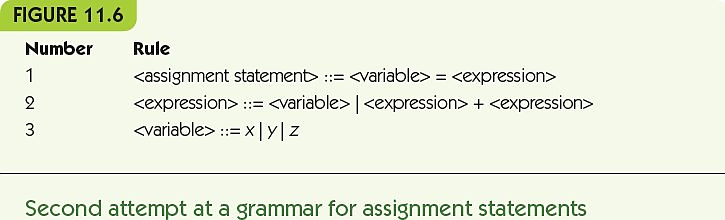 FIGURE 11.6
Number Rule
1 <assignment statement> ::= <variable> = <expression>
2 <expression> ::= <variable> | <expression> + <expression>
3 <variable> ::= x | y | z
Second attempt at a grammar for assignment statements